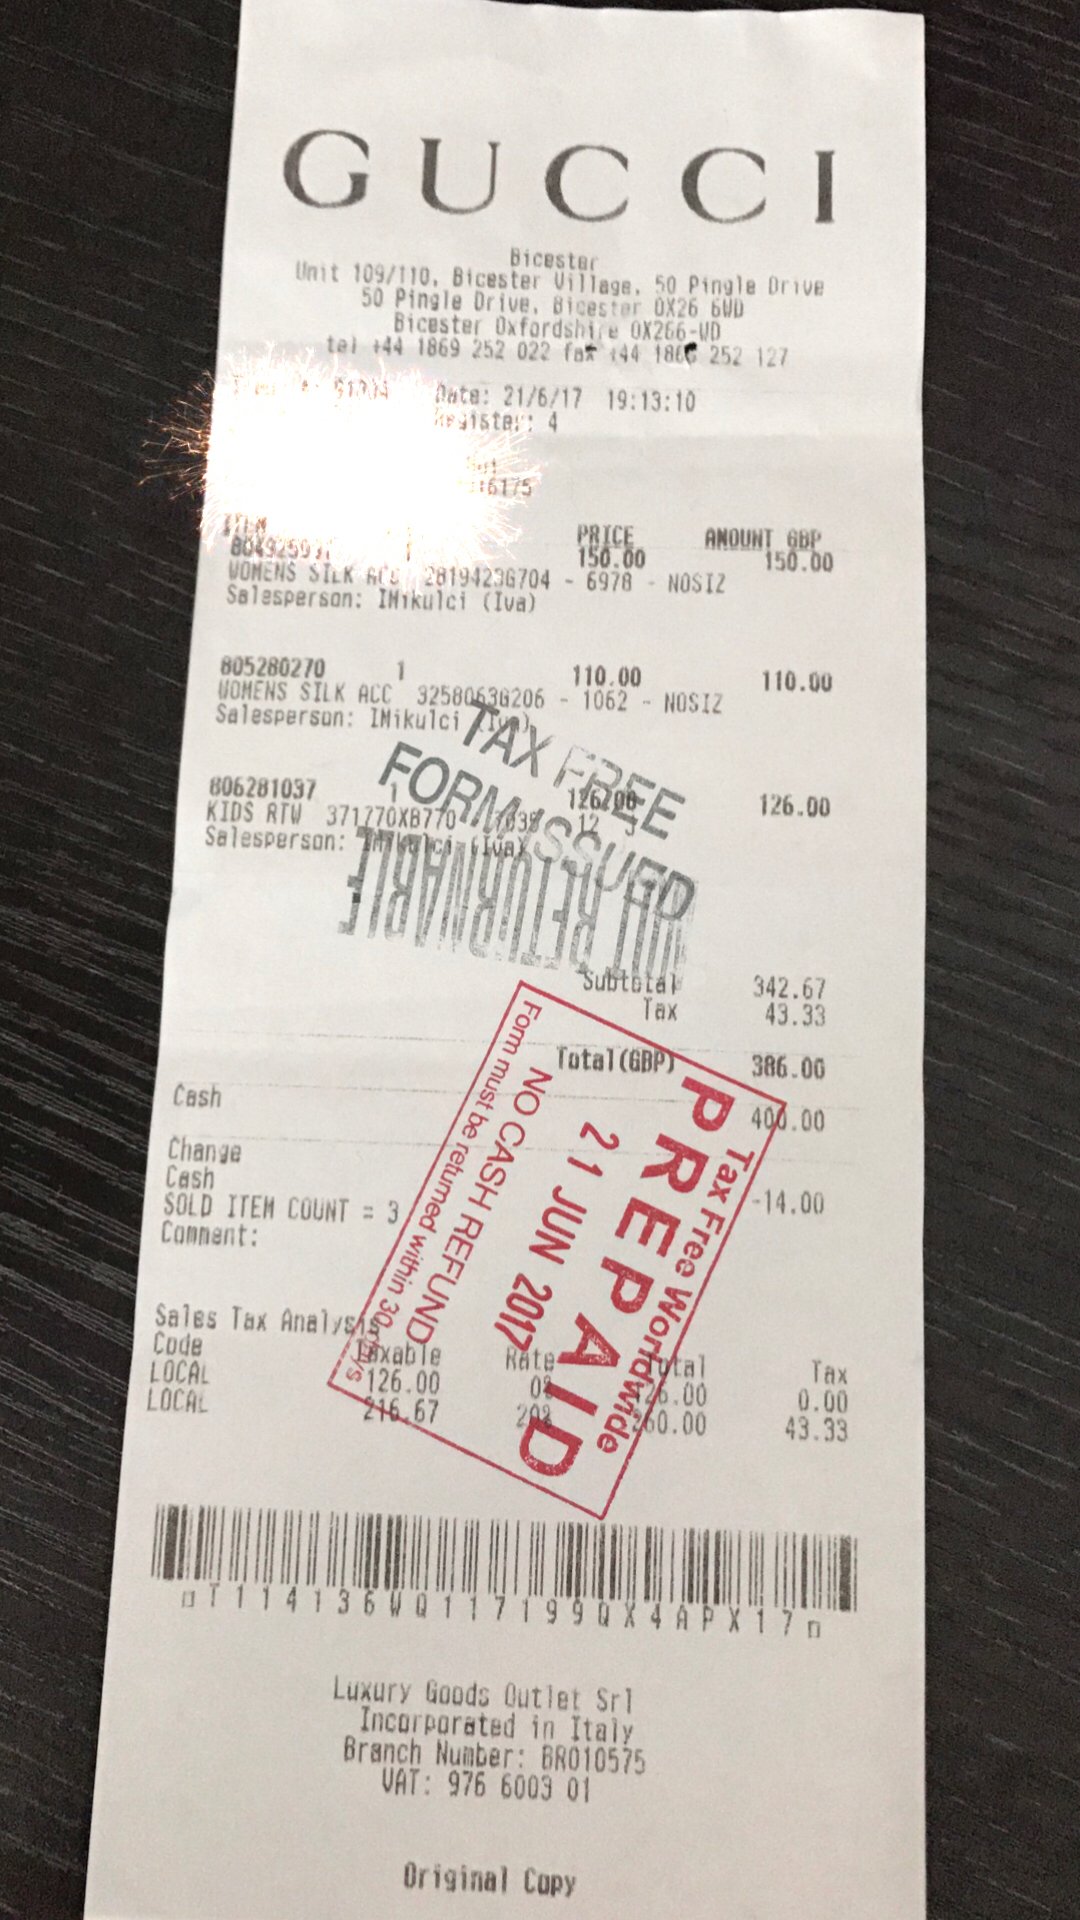 GUCCI
Bicester
Unit 109/110, Bicester Village, 50 Pingle Drive
50 Pingle Drive, Bicester OX26 6WD
Bicester Oxfordshire OX266-WD
tel +44 1869 252 022 fax +44 186 252 127
Date: 21/6/17 19:13:10
Register: 4
16175
ITEM PRICE AMOUNT GBP
1 150.00 150.00
WOMENS SILK ACC 2819423G704 - 6978 - NOSIZ
Salesperson: IMikulci (Iva)
805280270 1 110.00 110.00
WOMENS SILK ACC 3258063G206 - 1062 - NOSIZ
Salesperson: IMikulci (Iva)
TAX FREE
FORM ISSUED
806281037 1 126.00 126.00
KIDS RTW 371770X8770 12
Salesperson: IMikulci (Iva)
NOT RETURNABLE
Subtotal 342.67
Tax 43.33
Total(GBP) 386.00
Cash 400.00
Change
Cash -14.00
SOLD ITEM COUNT = 3
Comment:
Tax Free Worldwide
PREPAID
21 JUN 2017
NO CASH REFUND
Form must be returned within 30 days
Sales Tax Analysis
Code Taxable Rate Total Tax
LOCAL 126.00 0% 126.00 0.00
LOCAL 216.67 20% 260.00 43.33
T114136WQ117199QX4APX17
Luxury Goods Outlet Srl
Incorporated in Italy
Branch Number: BR010575
VAT: 976 6003 01
Original Copy